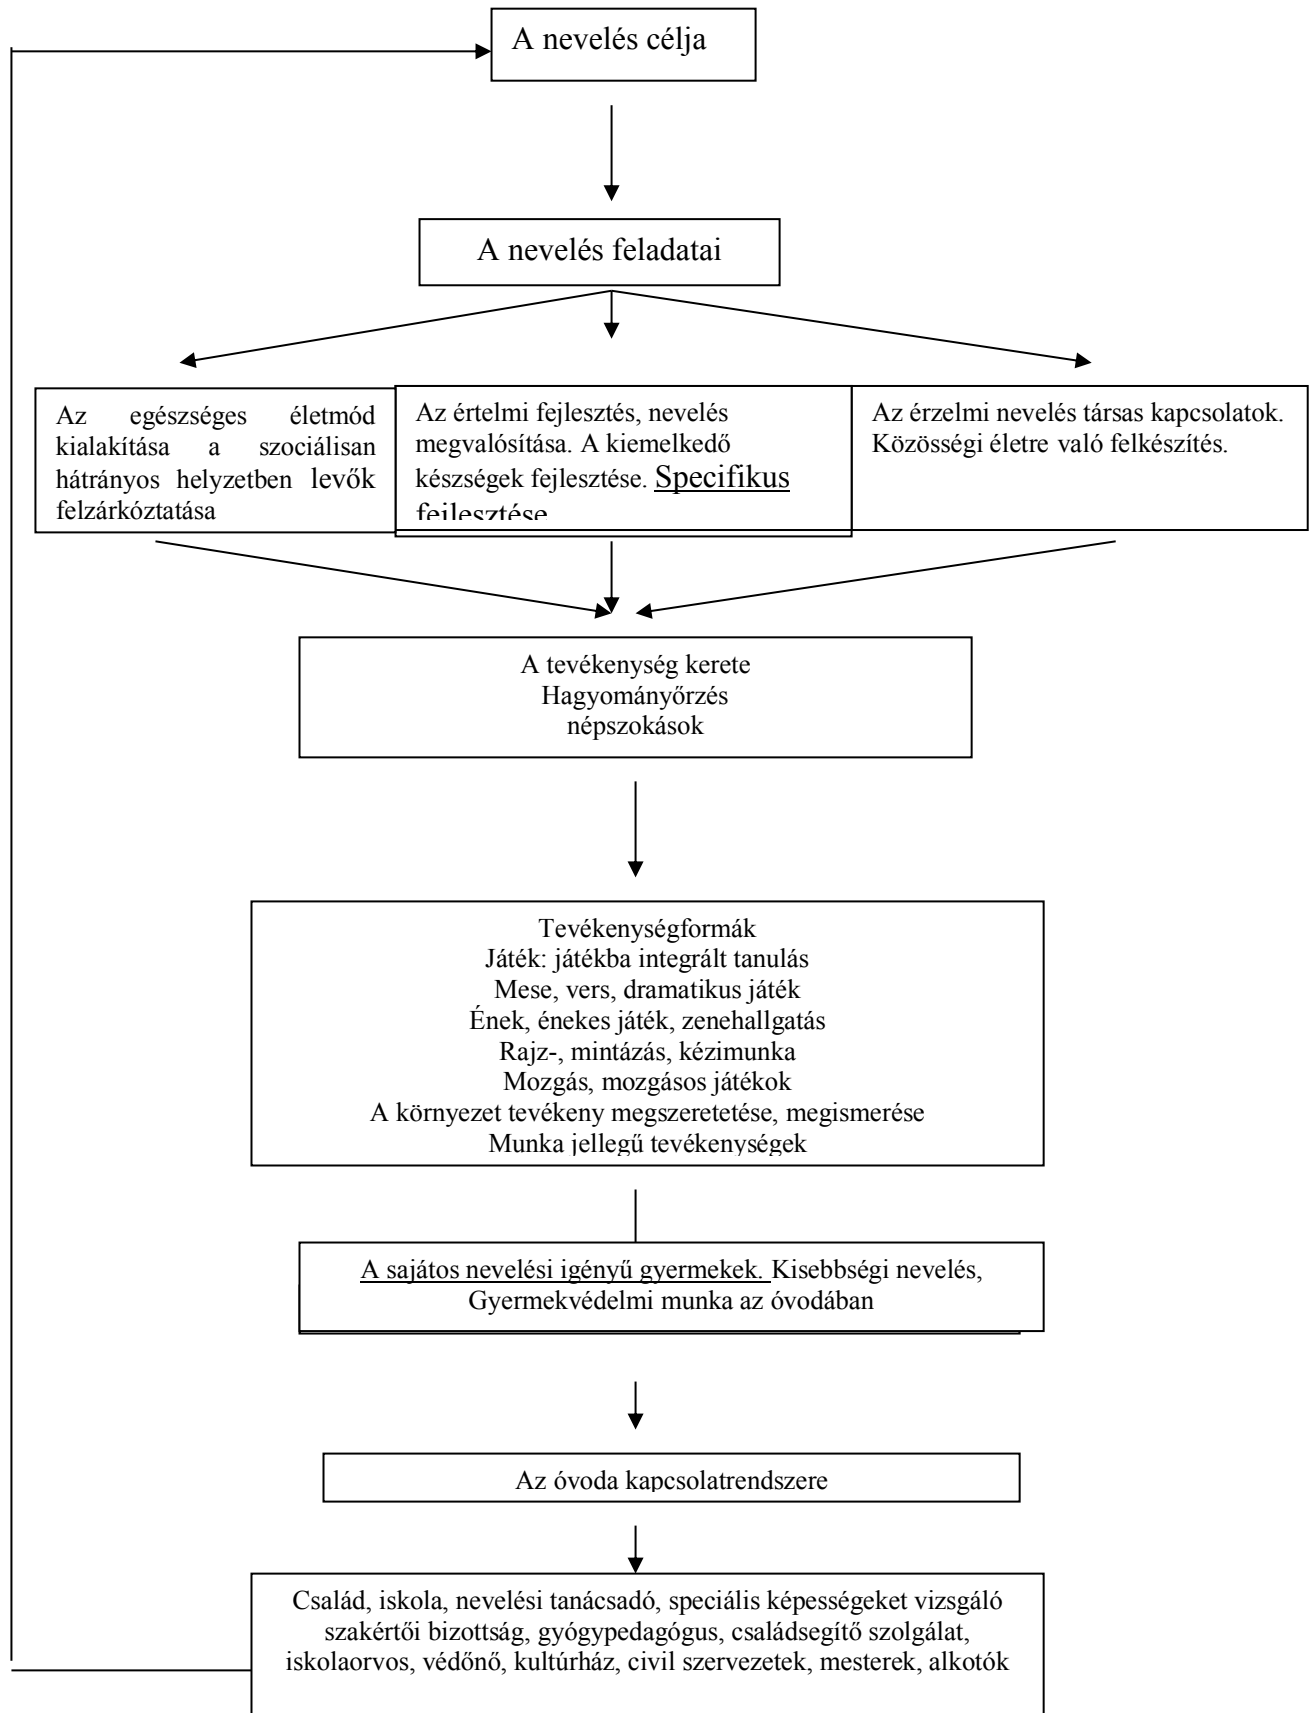 A nevelés célja
A nevelés feladatai
Az egészséges életmód
kialakítása a szociálisan
hátrányos helyzetben levők
felzárkóztatása
Az értelmi fejlesztés, nevelés
megvalósítása. A kiemelkedő
készségek fejlesztése. Specifikus
fejlesztése
Az érzelmi nevelés társas kapcsolatok.
Közösségi életre való felkészítés.
A tevékenység kerete
Hagyományőrzés
népszokások
Tevékenységformák
Játék: játékba integrált tanulás
Mese, vers, dramatikus játék
Ének, énekes játék, zenehallgatás
Rajz-, mintázás, kézimunka
Mozgás, mozgásos játékok
A környezet tevékeny megszeretetése, megismerése
Munka jellegű tevékenységek
A sajátos nevelési igényű gyermekek. Kisebbségi nevelés,
Gyermekvédelmi munka az óvodában
Az óvoda kapcsolatrendszere
Család, iskola, nevelési tanácsadó, speciális képességeket vizsgáló
szakértői bizottság, gyógypedagógus, családsegítő szolgálat,
iskolaorvos, védőnő, kultúrház, civil szervezetek, mesterek, alkotók